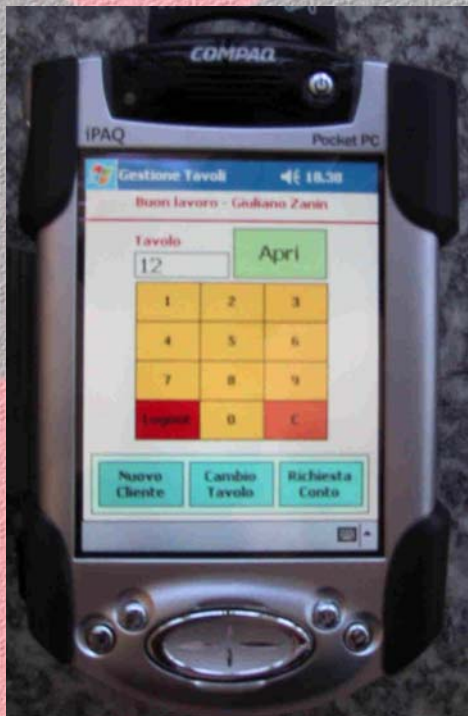 COMPAQ
iPAQ Pocket PC
Gestione Tavoli 18.38
Buon lavoro - Giuliano Zanin
Tavolo
12 Apri
1 2 3
4 5 6
7 8 9
Logout 0 C
Nuovo Cambio Richiesta
Cliente Tavolo Conto